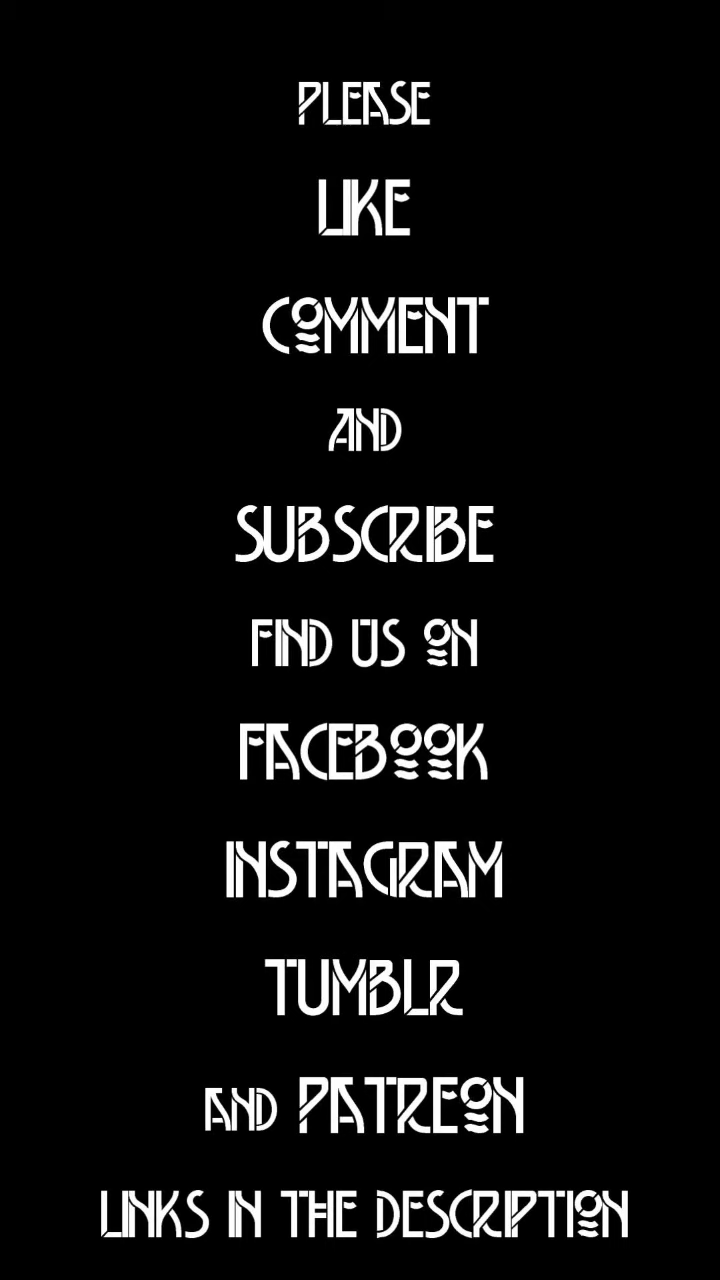 PLEASE
LIKE
COMMENT
AND
SUBSCRIBE
FIND US ON
FACEBOOK
INSTAGRAM
TUMBLR
AND PATREON
LINKS IN THE DESCRIPTION